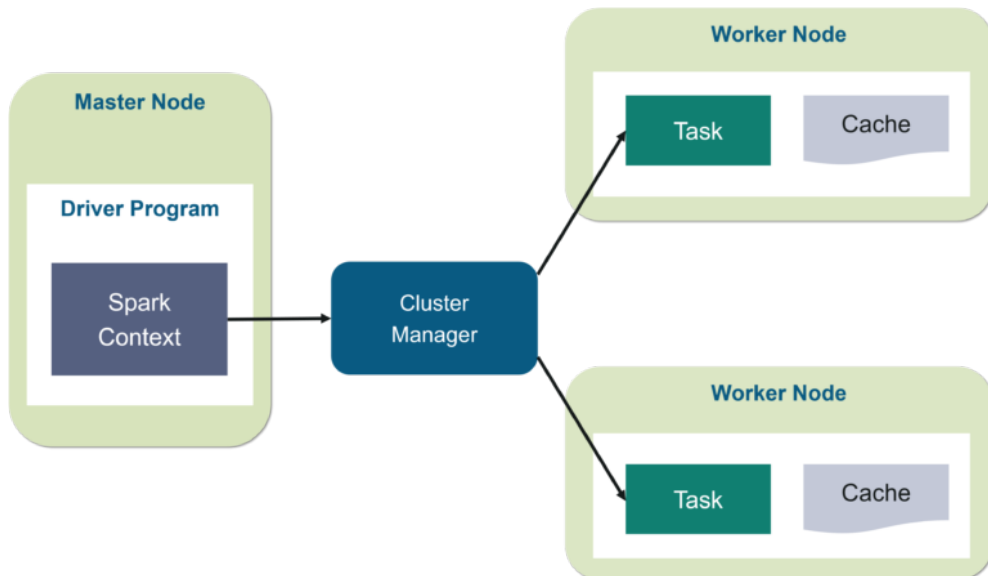 Master Node
Driver Program
Spark
Context
Cluster
Manager
Worker Node
Task
Cache
Worker Node
Task
Cache